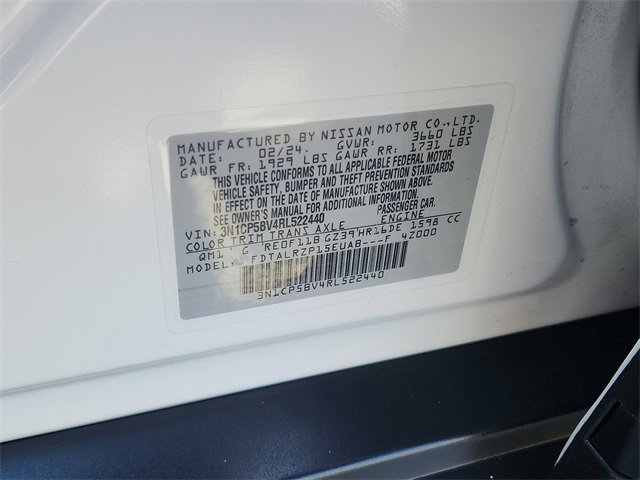 MANUFACTURED BY NISSAN MOTOR CO.,LTD.
DATE: 02/24. GVWR: 3660 LBS
GAWR FR: 1929 LBS GAWR RR: 1731 LBS
THIS VEHICLE CONFORMS TO ALL APPLICABLE FEDERAL MOTOR
VEHICLE SAFETY, BUMPER AND THEFT PREVENTION STANDARDS
IN EFFECT ON THE DATE OF MANUFACTURE SHOWN ABOVE.
SEE OWNER'S MANUAL FOR ADDITIONAL INFORMATION.
VIN: 3N1CP5BV4RL522440 PASSENGER CAR.
COLOR TRIM TRANS AXLE ENGINE
QM1 G RE0F11B GZ39 HR16DE 1598 CC
MODEL: FDTALRZP15EUAB---F 4Z000
3N1CP5BV4RL522440